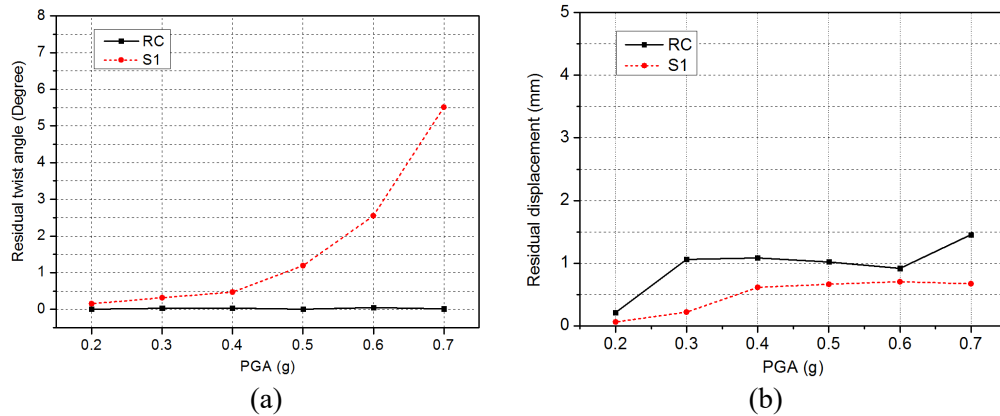 RC
S1
Residual twist angle (Degree)
8
7
6
5
4
3
2
1
0
0.2 0.3 0.4 0.5 0.6 0.7
PGA (g)
(a)
RC
S1
Residual displacement (mm)
5
4
3
2
1
0
0.2 0.3 0.4 0.5 0.6 0.7
PGA (g)
(b)